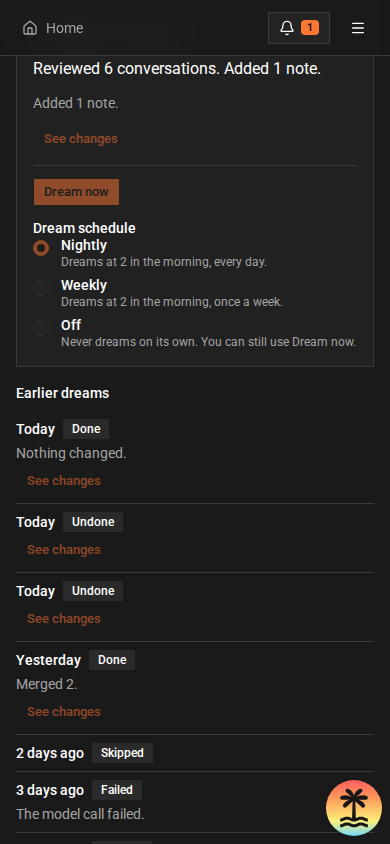 Home
1
Reviewed 6 conversations. Added 1 note.
Added 1 note.
See changes
Dream now
Dream schedule
Nightly
Dreams at 2 in the morning, every day.
Weekly
Dreams at 2 in the morning, once a week.
Off
Never dreams on its own. You can still use Dream now.
Earlier dreams
Today Done
Nothing changed.
See changes
Today Undone
See changes
Today Undone
See changes
Yesterday Done
Merged 2.
See changes
2 days ago Skipped
3 days ago Failed
The model call failed.